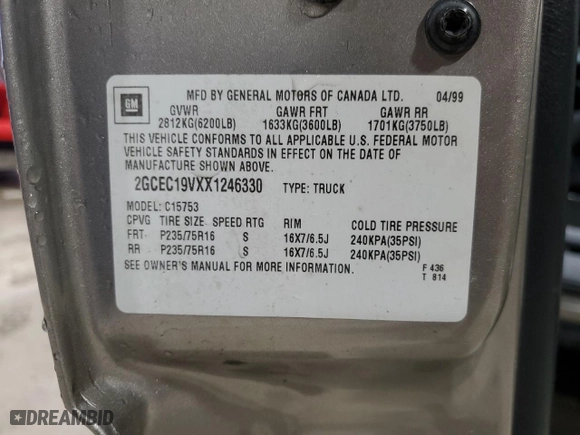 GM
MFD BY GENERAL MOTORS OF CANADA LTD. 04/99
GVWR GAWR FRT GAWR RR
2812KG(6200LB) 1633KG(3600LB) 1701KG(3750LB)
THIS VEHICLE CONFORMS TO ALL APPLICABLE U.S. FEDERAL MOTOR
VEHICLE SAFETY STANDARDS IN EFFECT ON THE DATE OF
MANUFACTURE SHOWN ABOVE.
2GCEC19VXX1246330 TYPE: TRUCK
MODEL: C15753
CPVG TIRE SIZE SPEED RTG RIM COLD TIRE PRESSURE
FRT P235/75R16 S 16X7/6.5J 240KPA(35PSI)
RR P235/75R16 S 16X7/6.5J 240KPA(35PSI)
SEE OWNER'S MANUAL FOR MORE INFORMATION.
F 436
T 814
DREAMBID